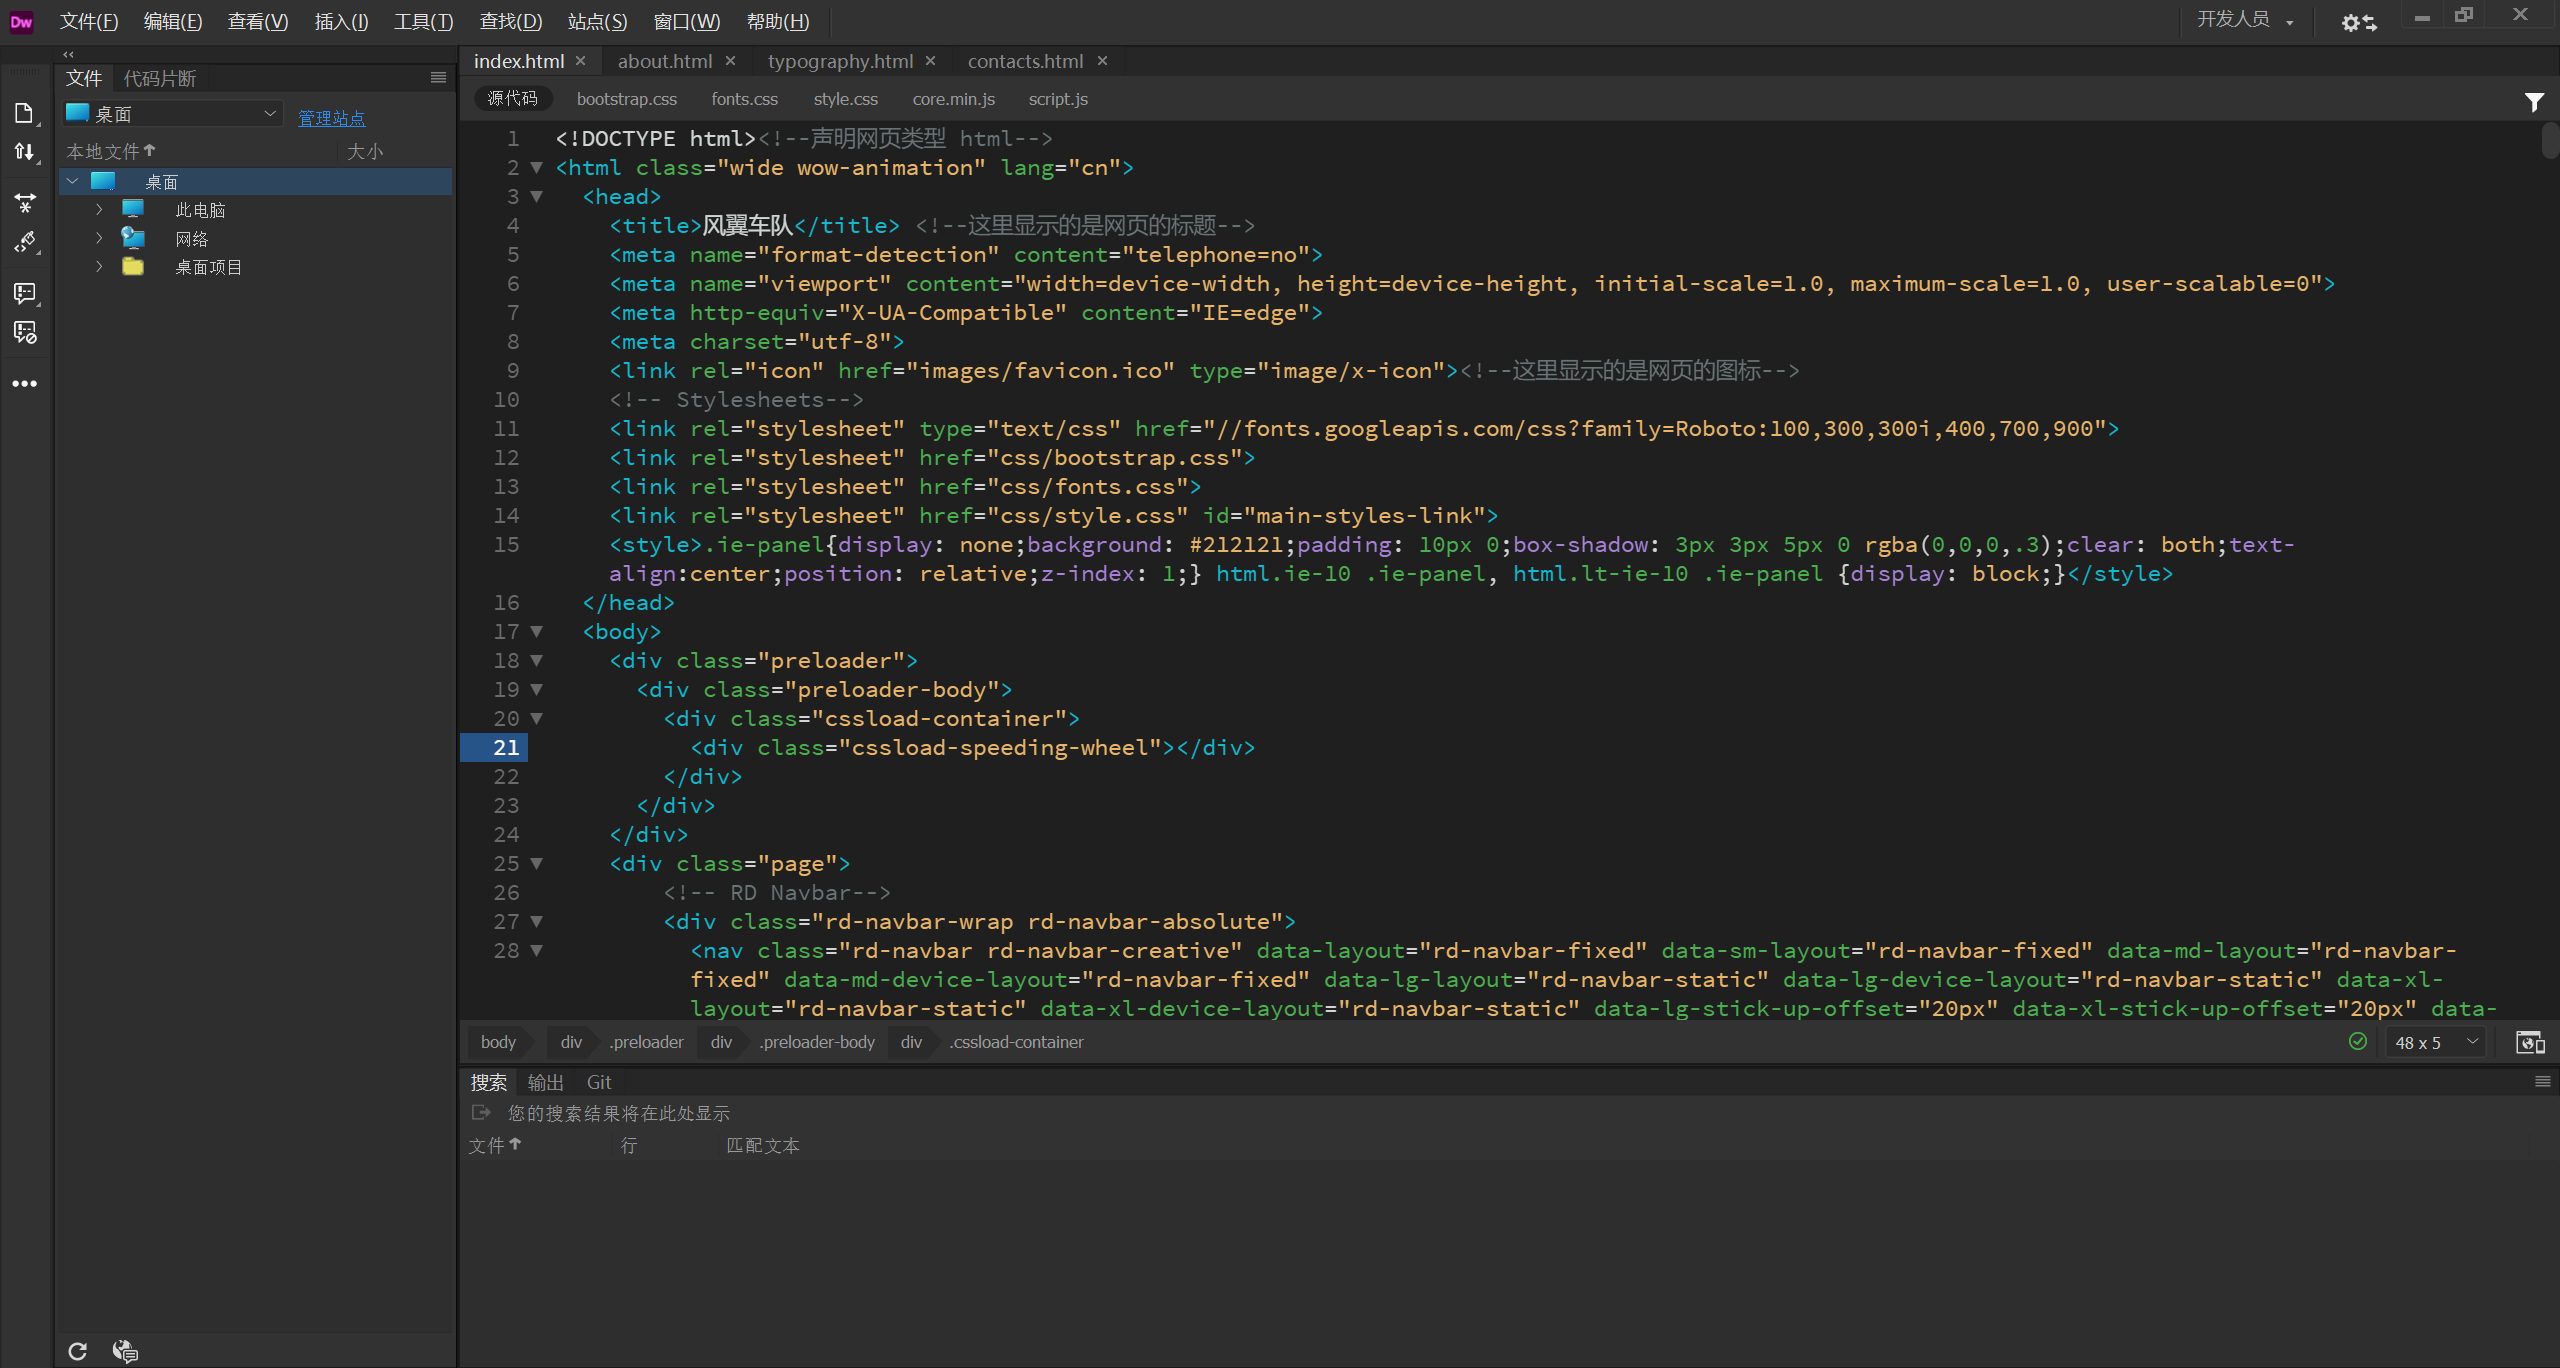 Dw 文件(F) 编辑(E) 查看(V) 插入(I) 工具(T) 查找(D) 站点(S) 窗口(W) 帮助(H) 开发人员
文件 代码片断
桌面 管理站点
本地文件 大小
桌面
此电脑
网络
桌面项目
index.html about.html typography.html contacts.html
源代码 bootstrap.css fonts.css style.css core.min.js script.js
1 <!DOCTYPE html><!--声明网页类型 html-->
2 <html class="wide wow-animation" lang="cn">
3 <head>
4 <title>风翼车队</title> <!--这里显示的是网页的标题-->
5 <meta name="format-detection" content="telephone=no">
6 <meta name="viewport" content="width=device-width, height=device-height, initial-scale=1.0, maximum-scale=1.0, user-scalable=0">
7 <meta http-equiv="X-UA-Compatible" content="IE=edge">
8 <meta charset="utf-8">
9 <link rel="icon" href="images/favicon.ico" type="image/x-icon"><!--这里显示的是网页的图标-->
10 <!-- Stylesheets-->
11 <link rel="stylesheet" type="text/css" href="//fonts.googleapis.com/css?family=Roboto:100,300,300i,400,700,900">
12 <link rel="stylesheet" href="css/bootstrap.css">
13 <link rel="stylesheet" href="css/fonts.css">
14 <link rel="stylesheet" href="css/style.css" id="main-styles-link">
15 <style>.ie-panel{display: none;background: #212121;padding: 10px 0;box-shadow: 3px 3px 5px 0 rgba(0,0,0,.3);clear: both;text-
align:center;position: relative;z-index: 1;} html.ie-10 .ie-panel, html.lt-ie-10 .ie-panel {display: block;}</style>
16 </head>
17 <body>
18 <div class="preloader">
19 <div class="preloader-body">
20 <div class="cssload-container">
21 <div class="cssload-speeding-wheel"></div>
22 </div>
23 </div>
24 </div>
25 <div class="page">
26 <!-- RD Navbar-->
27 <div class="rd-navbar-wrap rd-navbar-absolute">
28 <nav class="rd-navbar rd-navbar-creative" data-layout="rd-navbar-fixed" data-sm-layout="rd-navbar-fixed" data-md-layout="rd-navbar-
fixed" data-md-device-layout="rd-navbar-fixed" data-lg-layout="rd-navbar-static" data-lg-device-layout="rd-navbar-static" data-xl-
layout="rd-navbar-static" data-xl-device-layout="rd-navbar-static" data-lg-stick-up-offset="20px" data-xl-stick-up-offset="20px" data-
body div .preloader div .preloader-body div .cssload-container 48 x 5
搜索 输出 Git
您的搜索结果将在此处显示
文件 行 匹配文本